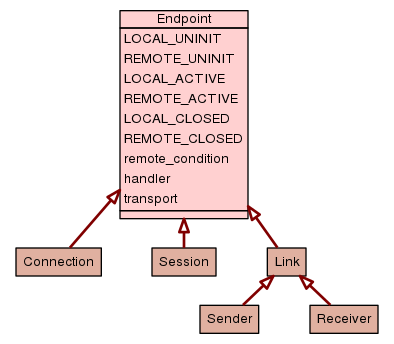 Endpoint
LOCAL_UNINIT
REMOTE_UNINIT
LOCAL_ACTIVE
REMOTE_ACTIVE
LOCAL_CLOSED
REMOTE_CLOSED
remote_condition
handler
transport
Connection
Session
Link
Sender
Receiver